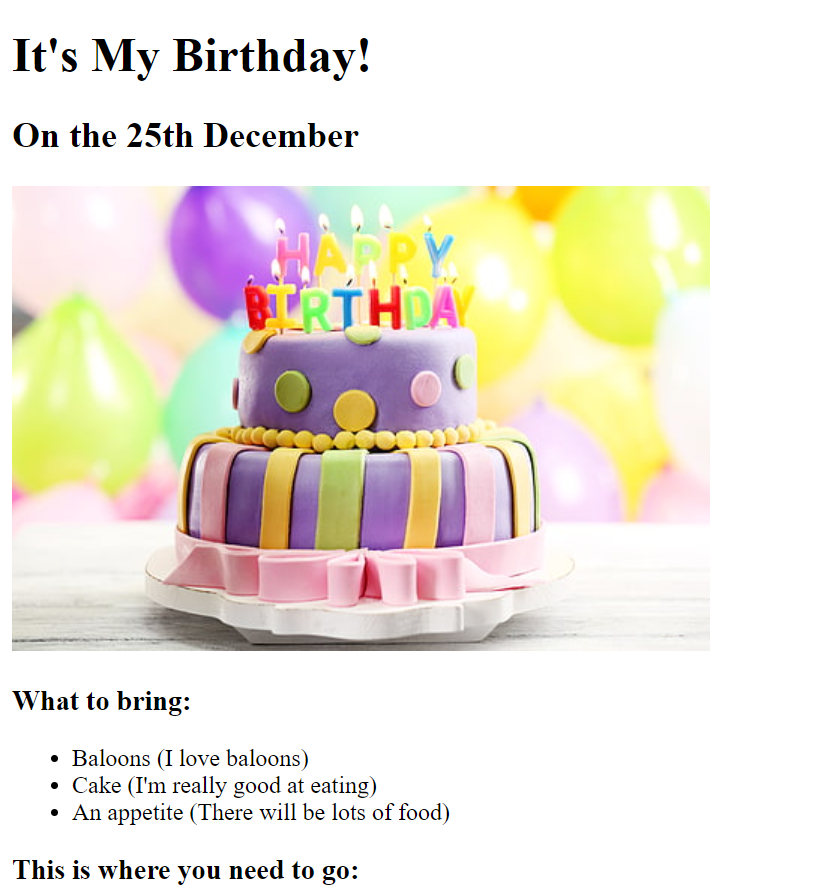 It's My Birthday!
On the 25th December
HAPPY
BIRTHDAY
What to bring:
Baloons (I love baloons)
Cake (I'm really good at eating)
An appetite (There will be lots of food)
This is where you need to go: